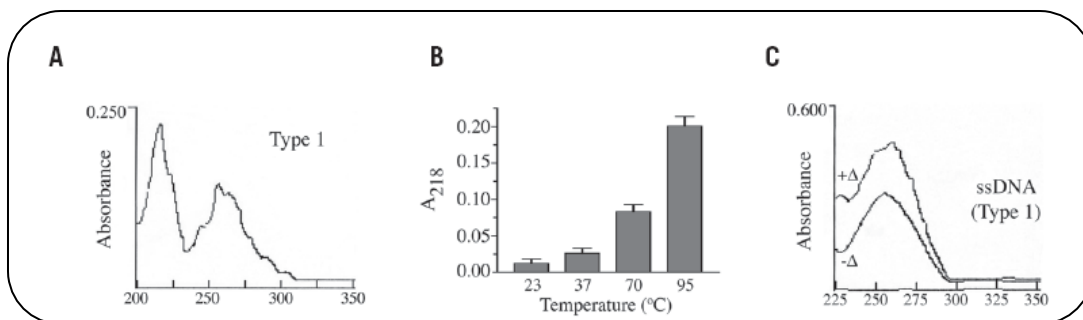 A
0.250
Type 1
Absorbance
200
250
300
350
B
0.20
0.15
0.10
0.05
0.00
A218
23
37
70
95
Temperature (ºC)
C
0.600
+Δ
-Δ
ssDNA
(Type 1)
Absorbance
225
250
275
300
325
350